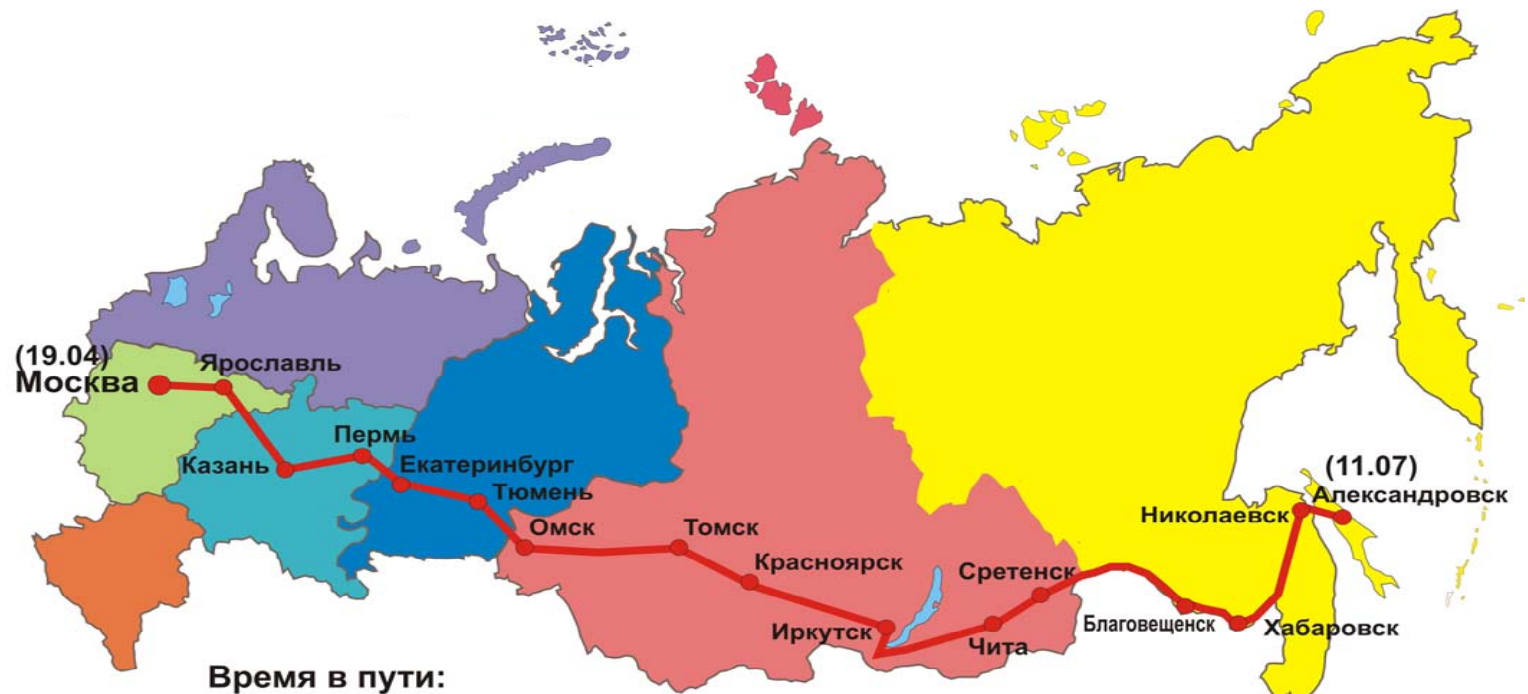 (19.04)
Москва
Ярославль
Казань
Пермь
Екатеринбург
Тюмень
Омск
Томск
Красноярск
Иркутск
Чита
Сретенск
Благовещенск
Хабаровск
Николаевск
(11.07)
Александровск
Время в пути: